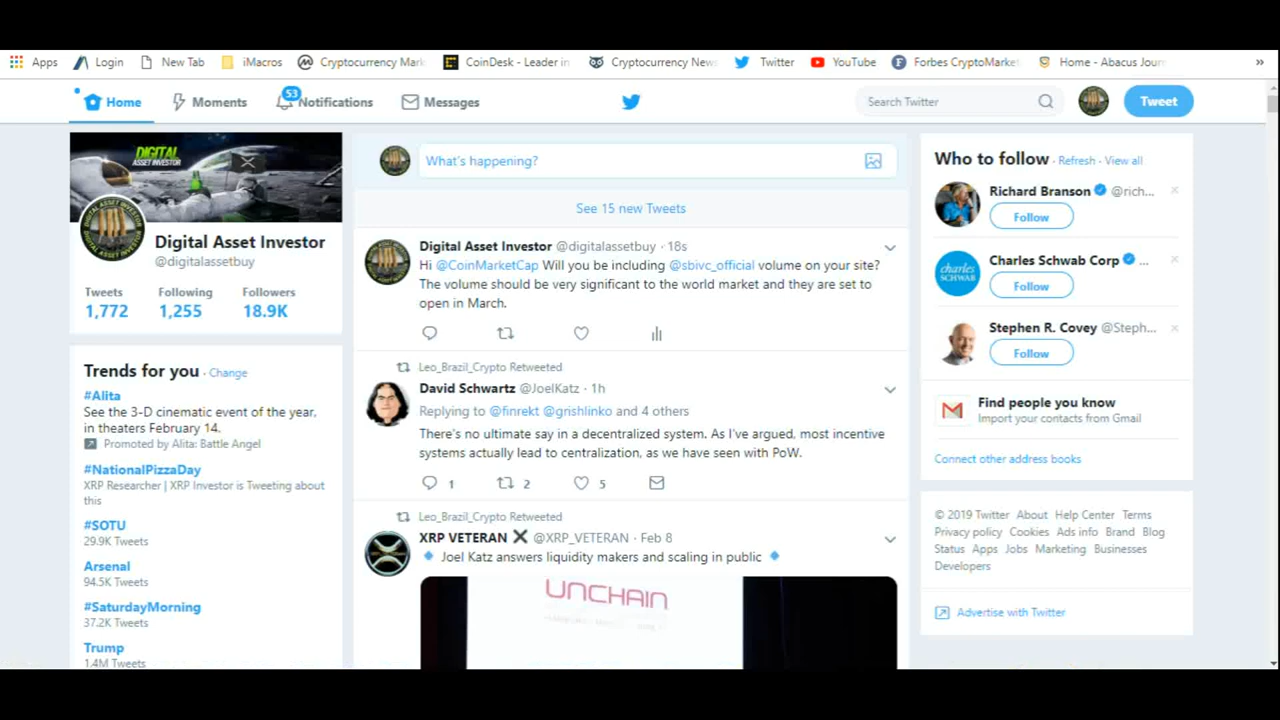 Apps
Login
New Tab
iMacros
Cryptocurrency Mark
CoinDesk - Leader in
Cryptocurrency News
Twitter
YouTube
Forbes CryptoMarket
Home - Abacus Journ
»
Home
Moments
53
Notifications
Messages
Search Twitter
Tweet
DIGITAL
ASSET INVESTOR
Digital Asset Investor
@digitalassetbuy
Tweets
Following
Followers
1,772
1,255
18.9K
Trends for you · Change
#Alita
See the 3-D cinematic event of the year,
in theaters February 14.
Promoted by Alita: Battle Angel
#NationalPizzaDay
XRP Researcher | XRP Investor is Tweeting about
this
#SOTU
29.9K Tweets
Arsenal
94.5K Tweets
#SaturdayMorning
37.2K Tweets
Trump
1.4M Tweets
What's happening?
See 15 new Tweets
Digital Asset Investor @digitalassetbuy · 18s
Hi @CoinMarketCap Will you be including @sbivc_official volume on your site?
The volume should be very significant to the world market and they are set to
open in March.
Leo_Brazil_Crypto Retweeted
David Schwartz @JoelKatz · 1h
Replying to @finrekt @grishlinko and 4 others
There's no ultimate say in a decentralized system. As I've argued, most incentive
systems actually lead to centralization, as we have seen with PoW.
1
2
5
Leo_Brazil_Crypto Retweeted
XRP VETERAN @XRP_VETERAN · Feb 8
Joel Katz answers liquidity makers and scaling in public
UNCHAIN
Who to follow · Refresh · View all
Richard Branson @rich...
Follow
Charles Schwab Corp ...
charles
SCHWAB
Follow
Stephen R. Covey @Steph...
Follow
Find people you know
Import your contacts from Gmail
Connect other address books
© 2019 Twitter About Help Center Terms
Privacy policy Cookies Ads info Brand Blog
Status Apps Jobs Marketing Businesses
Developers
Advertise with Twitter